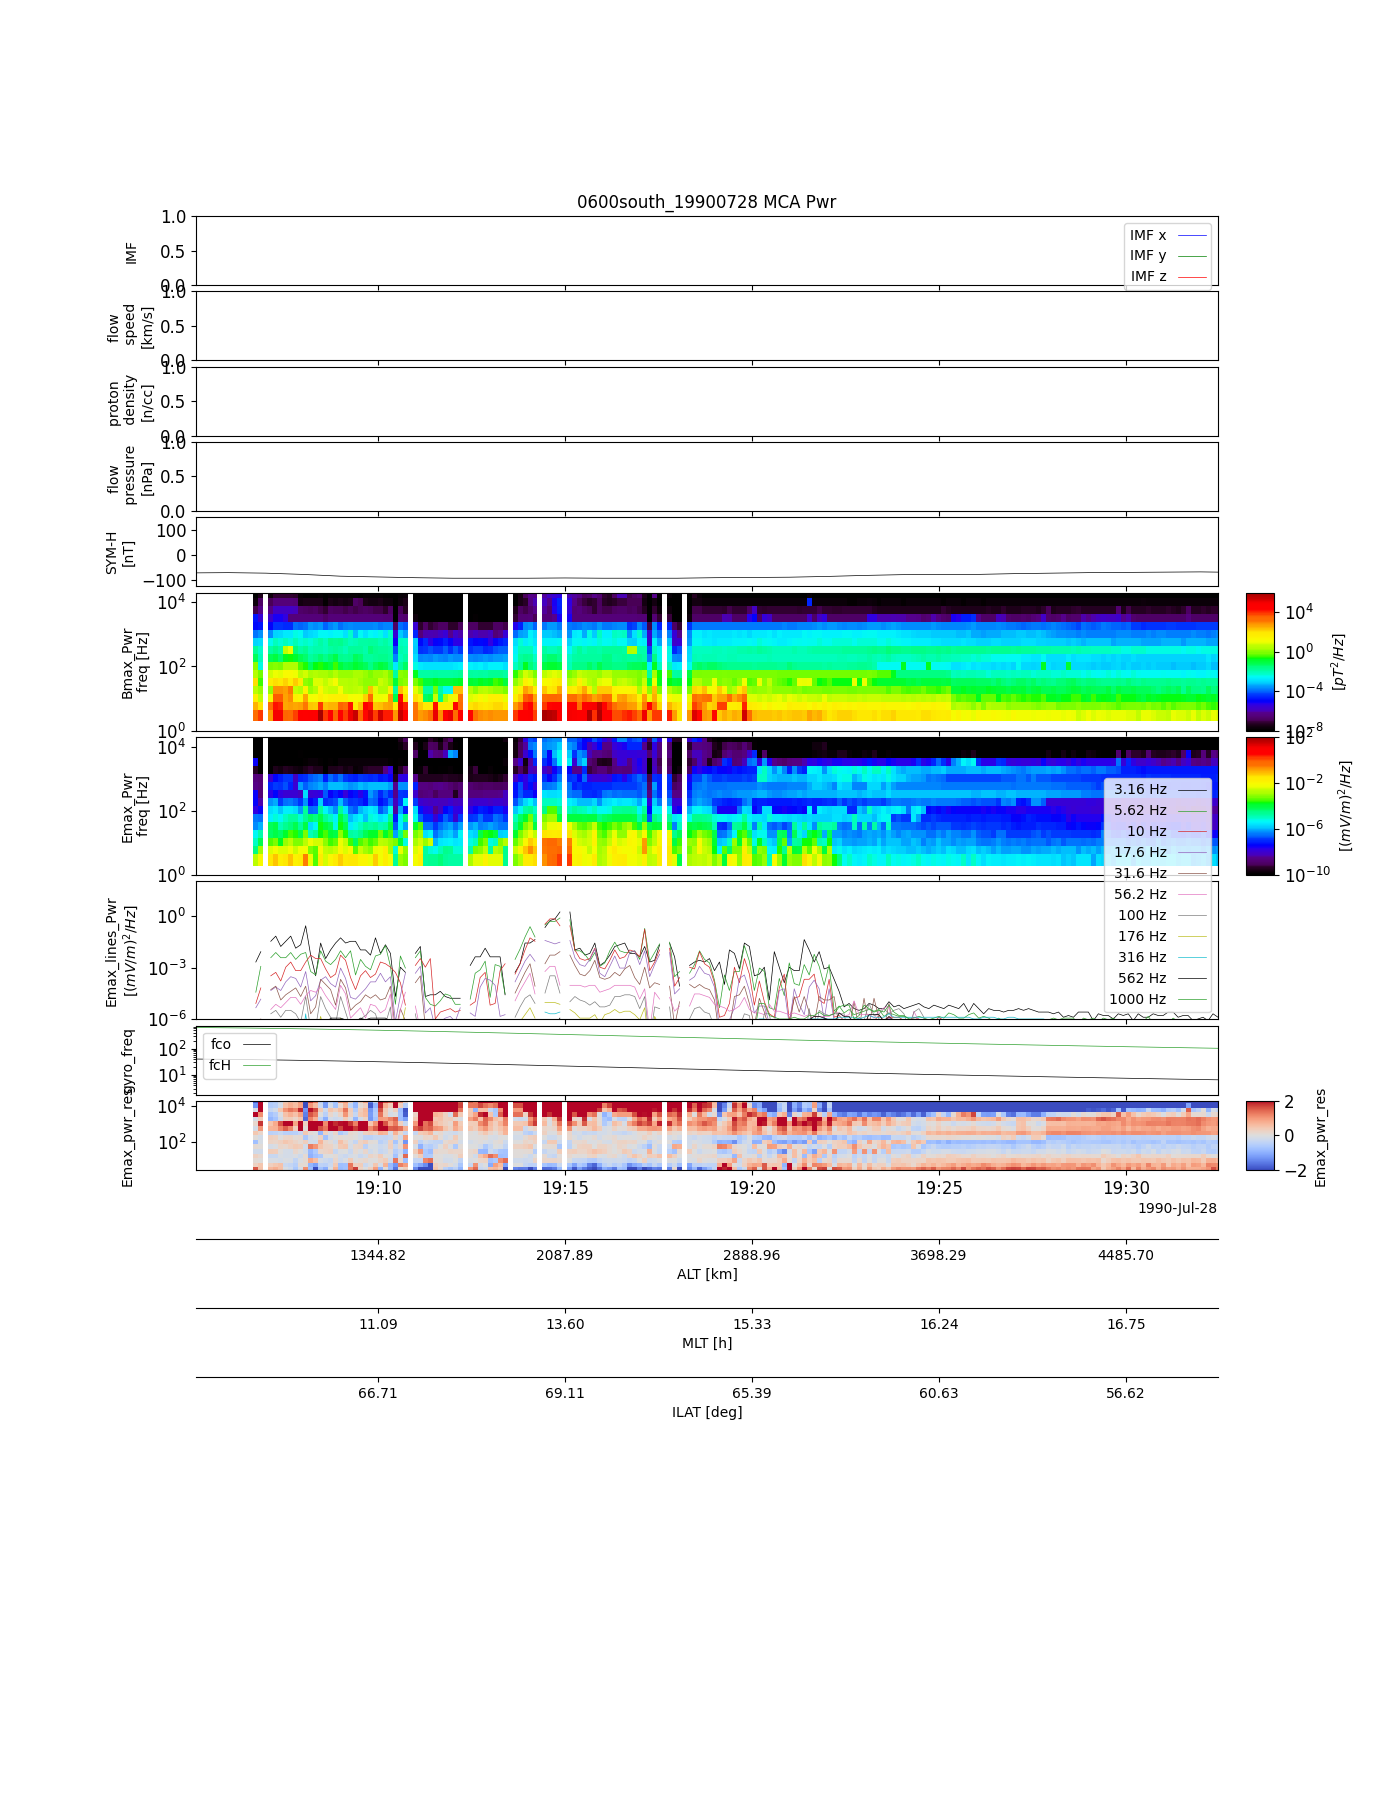 0600south_19900728 MCA Pwr
1.0
0.5
0.0
IMF
IMF x
IMF y
IMF z
1.0
0.5
0.0
flow
speed
[km/s]
1.0
0.5
0.0
proton
density
[n/cc]
1.0
0.5
0.0
flow
pressure
[nPa]
100
0
−100
SYM-H
[nT]
10^4
10^2
10^0
Bmax_Pwr
freq [Hz]
10^4
10^0
10^−4
10^−8
[pT^2/Hz]
10^4
10^2
10^0
Emax_Pwr
freq [Hz]
10^2
10^−2
10^−6
10^−10
[(mV/m)^2/Hz]
3.16 Hz
5.62 Hz
10 Hz
17.6 Hz
31.6 Hz
56.2 Hz
100 Hz
176 Hz
316 Hz
562 Hz
1000 Hz
10^0
10^−3
10^−6
Emax_lines_Pwr
[(mV/m)^2/Hz]
10^2
10^1
gyro_freq
fco
fcH
10^4
10^2
Emax_pwr_res
2
0
−2
Emax_pwr_res
19:10 19:15 19:20 19:25 19:30
1990-Jul-28
1344.82 2087.89 2888.96 3698.29 4485.70
ALT [km]
11.09 13.60 15.33 16.24 16.75
MLT [h]
66.71 69.11 65.39 60.63 56.62
ILAT [deg]